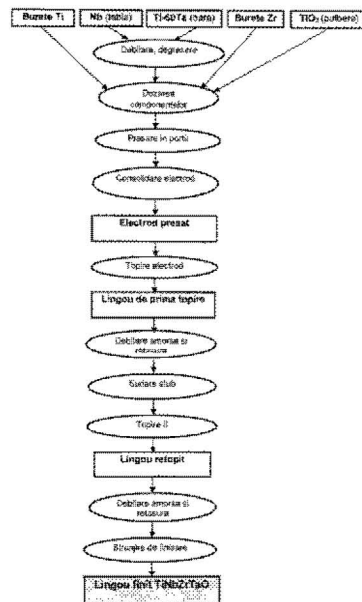 Burete Ti
Nb (tabla)
Ti-50Ta (bara)
Burete Zr
TiO₂ (pulbere)
Debitare, degresare
Dozarea
componentelor
Presare in portii
Consolidare electrod
Electrod presat
Topire electrod
Lingou de prima topire
Debitare amorsa si
retasura
Sudare stub
Topire II
Lingou retopit
Debitare amorsa si
retasura
Strunjire de finisare
Lingou finit TiNbZrTaO